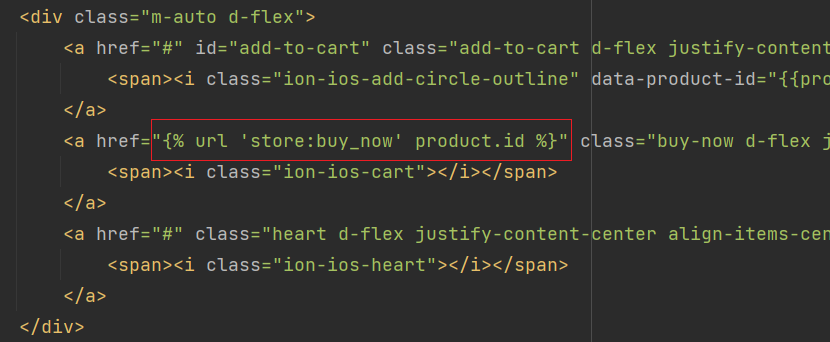 <div class="m-auto d-flex">
<a href="#" id="add-to-cart" class="add-to-cart d-flex justify-content
<span><i class="ion-ios-add-circle-outline" data-product-id="{{pro
</a>
<a href="{% url 'store:buy_now' product.id %}" class="buy-now d-flex j
<span><i class="ion-ios-cart"></i></span>
</a>
<a href="#" class="heart d-flex justify-content-center align-items-cen
<span><i class="ion-ios-heart"></i></span>
</a>
</div>